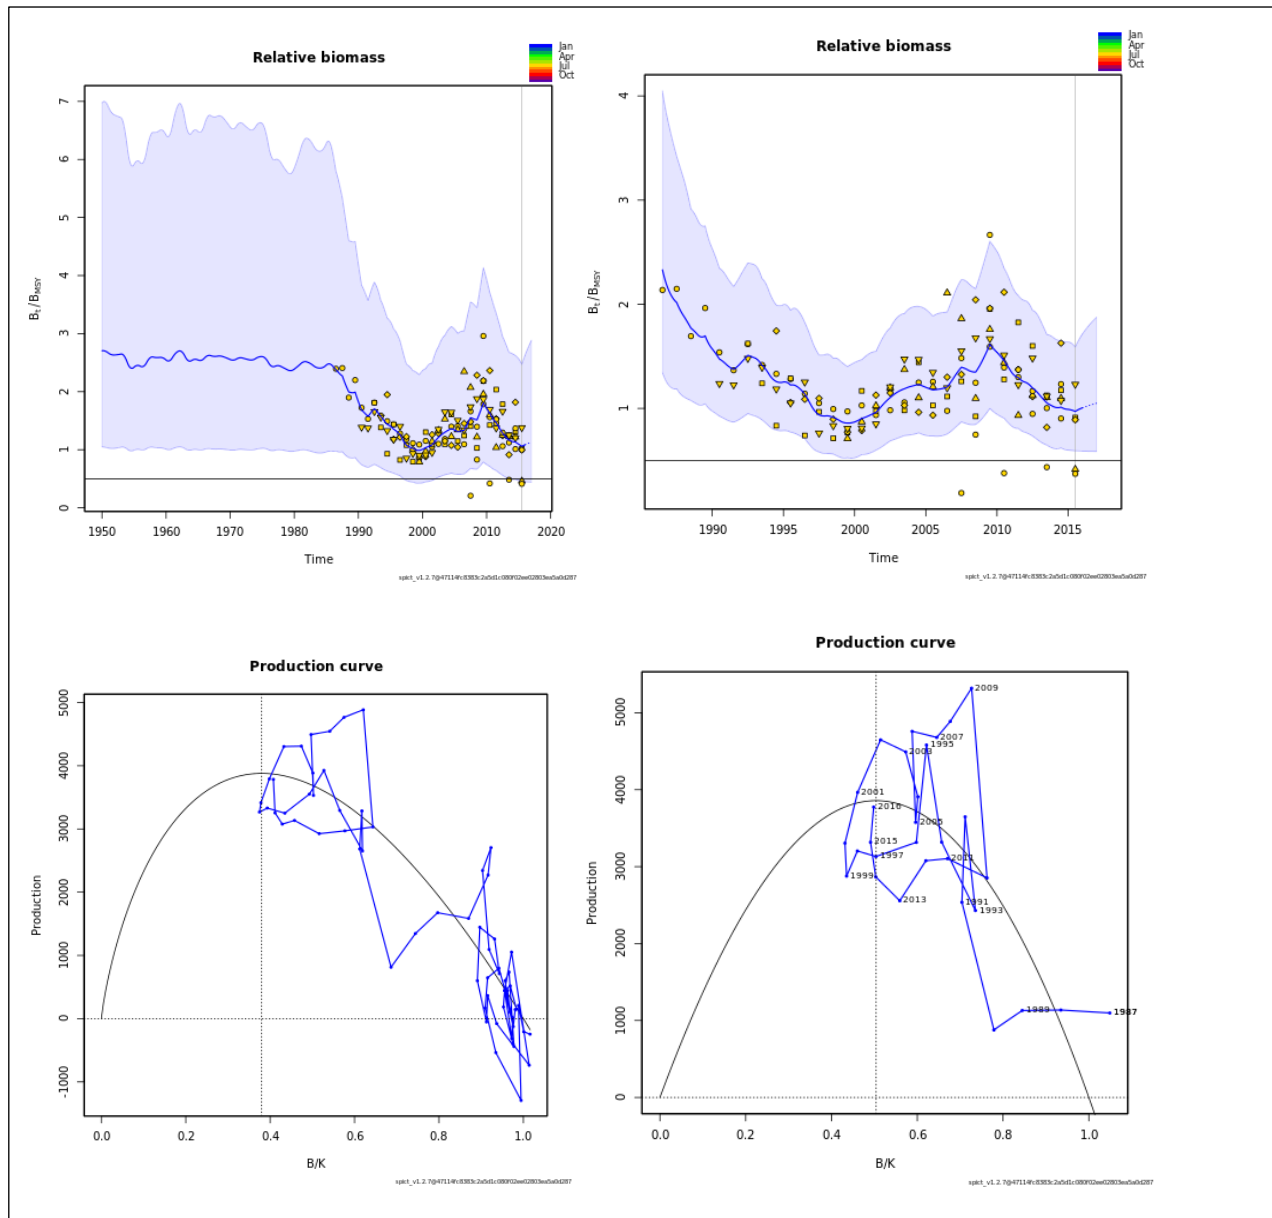 Relative biomass
Jan
Apr
Jul
Oct
7
6
5
4
3
2
1
0
Bt/BMSY
1950 1960 1970 1980 1990 2000 2010 2020
Time
Relative biomass
Jan
Apr
Jul
Oct
4
3
2
1
Bt/BMSY
1990 1995 2000 2005 2010 2015
Time
Production curve
5000
4000
3000
2000
1000
0
-1000
Production
0.0 0.2 0.4 0.6 0.8 1.0
B/K
Production curve
5000
4000
3000
2000
1000
0
Production
2009
2007
1995
2003
2001
2016
2005
2015
1997
2011
1999
2013
1991
1993
1989
1987
0.0 0.2 0.4 0.6 0.8 1.0
B/K